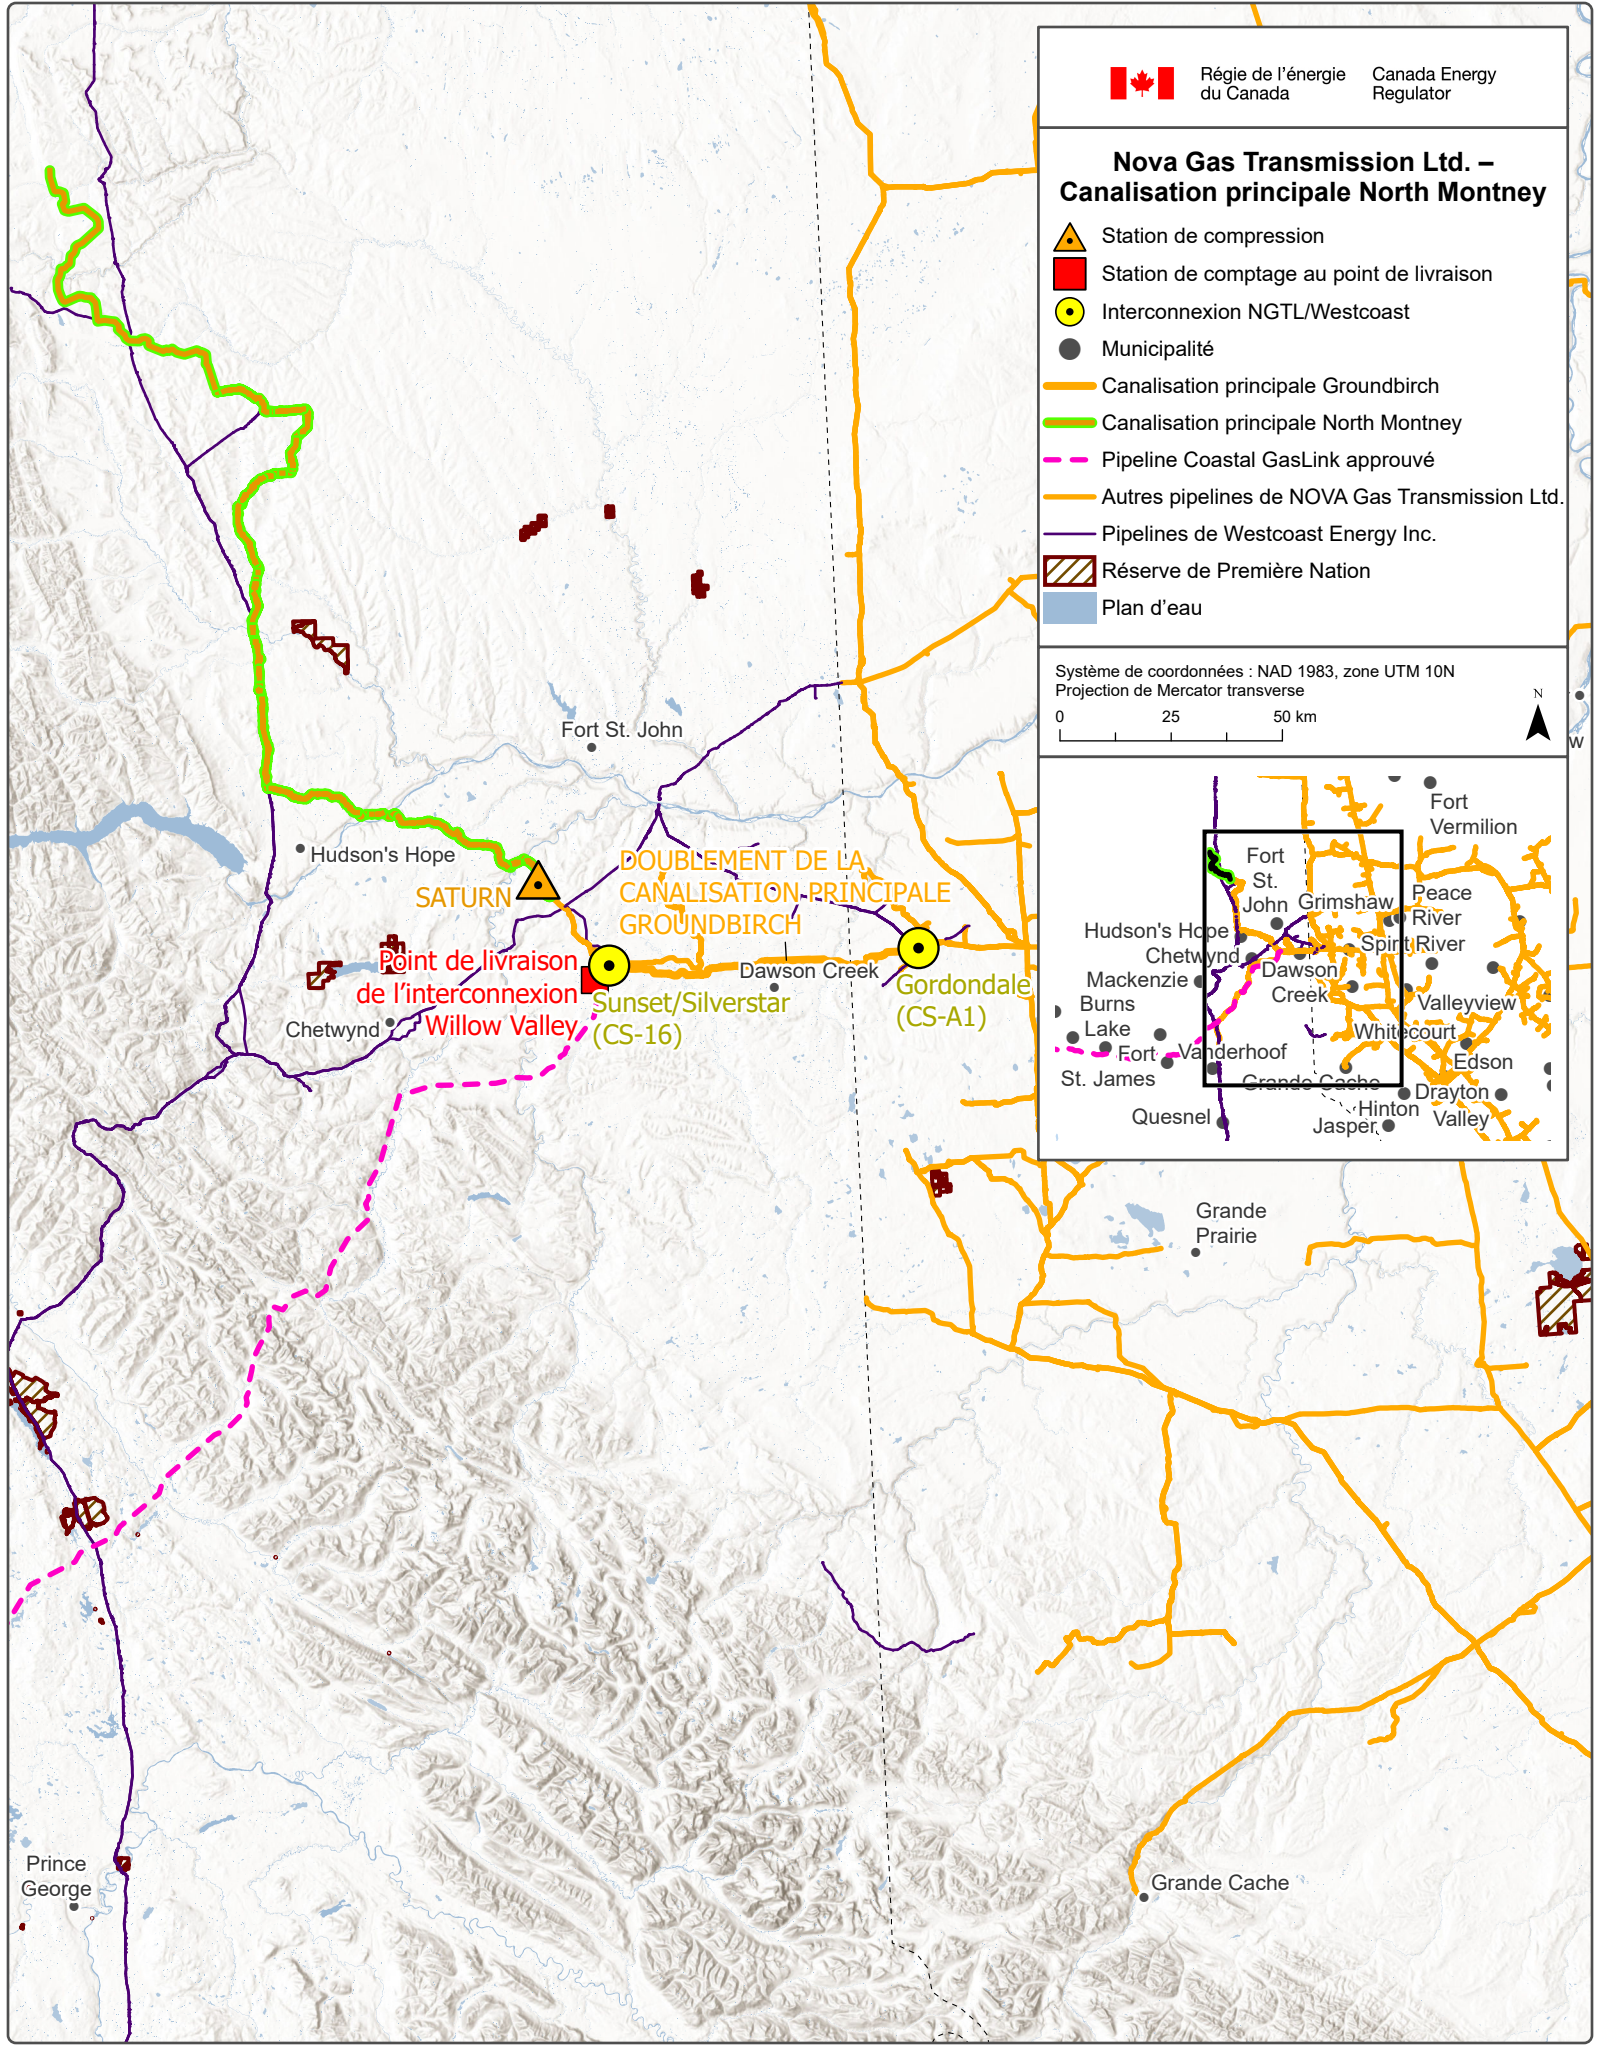 Régie de l'énergie
du Canada
Canada Energy
Regulator
Nova Gas Transmission Ltd. –
Canalisation principale North Montney
Station de compression
Station de comptage au point de livraison
Interconnexion NGTL/Westcoast
Municipalité
Canalisation principale Groundbirch
Canalisation principale North Montney
Pipeline Coastal GasLink approuvé
Autres pipelines de NOVA Gas Transmission Ltd.
Pipelines de Westcoast Energy Inc.
Réserve de Première Nation
Plan d'eau
Système de coordonnées : NAD 1983, zone UTM 10N
Projection de Mercator transverse
0 25 50 km
N
w
Fort
Vermilion
Fort
St.
John
Grimshaw
Peace
River
Hudson's Hope
Spirit River
Chetwynd
Dawson
Creek
Mackenzie
Valleyview
Burns
Lake
Whitecourt
Fort
St. James
Vanderhoof
Edson
Grande Cache
Drayton
Valley
Hinton
Quesnel
Jasper
Fort St. John
Hudson's Hope
DOUBLEMENT DE LA
CANALISATION PRINCIPALE
GROUNDBIRCH
SATURN
Point de livraison
de l'interconnexion
Willow Valley
Dawson Creek
Sunset/Silverstar
(CS-16)
Gordondale
(CS-A1)
Chetwynd
Grande
Prairie
Prince
George
Grande Cache